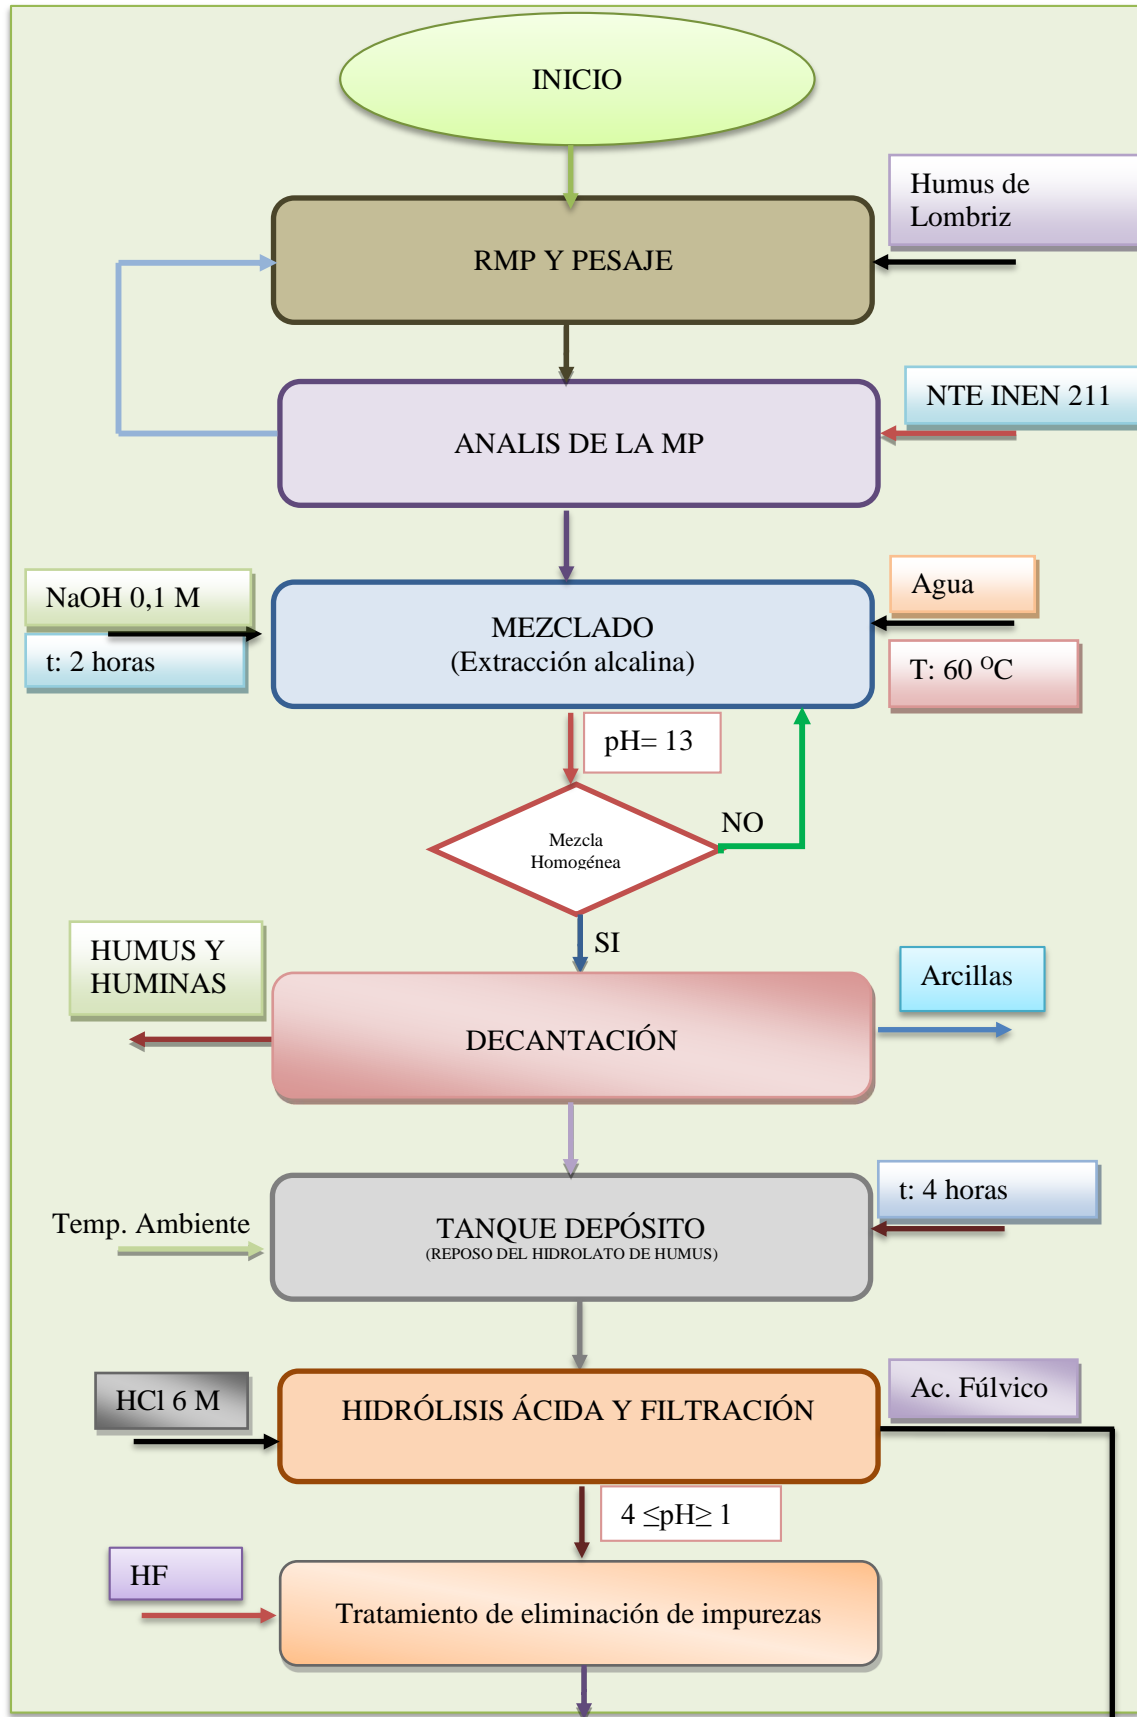 INICIO
Humus de
Lombriz
RMP Y PESAJE
NTE INEN 211
ANALIS DE LA MP
NaOH 0,1 M
t: 2 horas
MEZCLADO
(Extracción alcalina)
Agua
T: 60 ᴼC
pH= 13
Mezcla
Homogénea
NO
SI
HUMUS Y
HUMINAS
Arcillas
DECANTACIÓN
t: 4 horas
Temp. Ambiente
TANQUE DEPÓSITO
(REPOSO DEL HIDROLATO DE HUMUS)
HCl 6 M
HIDRÓLISIS ÁCIDA Y FILTRACIÓN
Ac. Fúlvico
4 ≤pH≥ 1
HF
Tratamiento de eliminación de impurezas